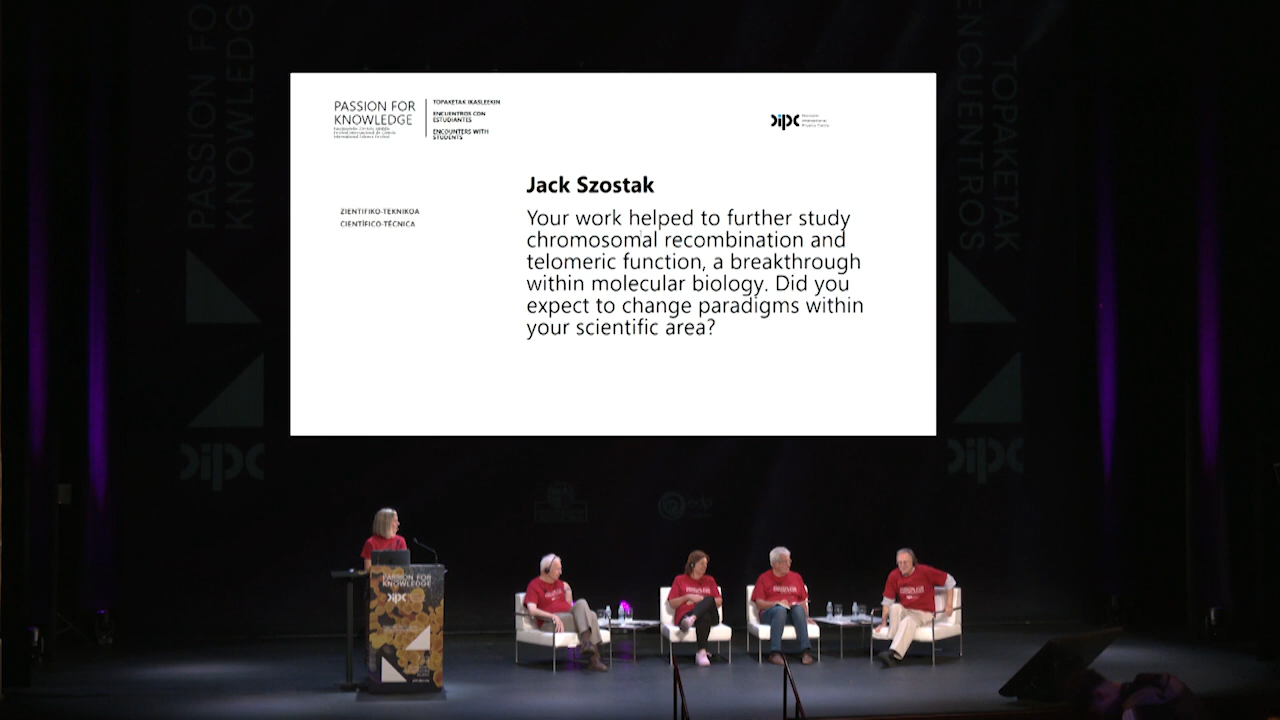 PASSION FOR
KNOWLEDGE
TOPAKETAK IKASLEEKIN
ENCUENTROS CON
ESTUDIANTES
ENCOUNTERS WITH
STUDENTS
dipc
ZIENTIFIKO-TEKNIKOA
CIENTÍFICO-TÉCNICA
Jack Szostak
Your work helped to further study
chromosomal recombination and
telomeric function, a breakthrough
within molecular biology. Did you
expect to change paradigms within
your scientific area?
PASSION FO
KNOWLEDG
dipc
TOPAKETAK
ENCUENTROS
dipc
PASSION FOR
KNOWLEDGE
dipc